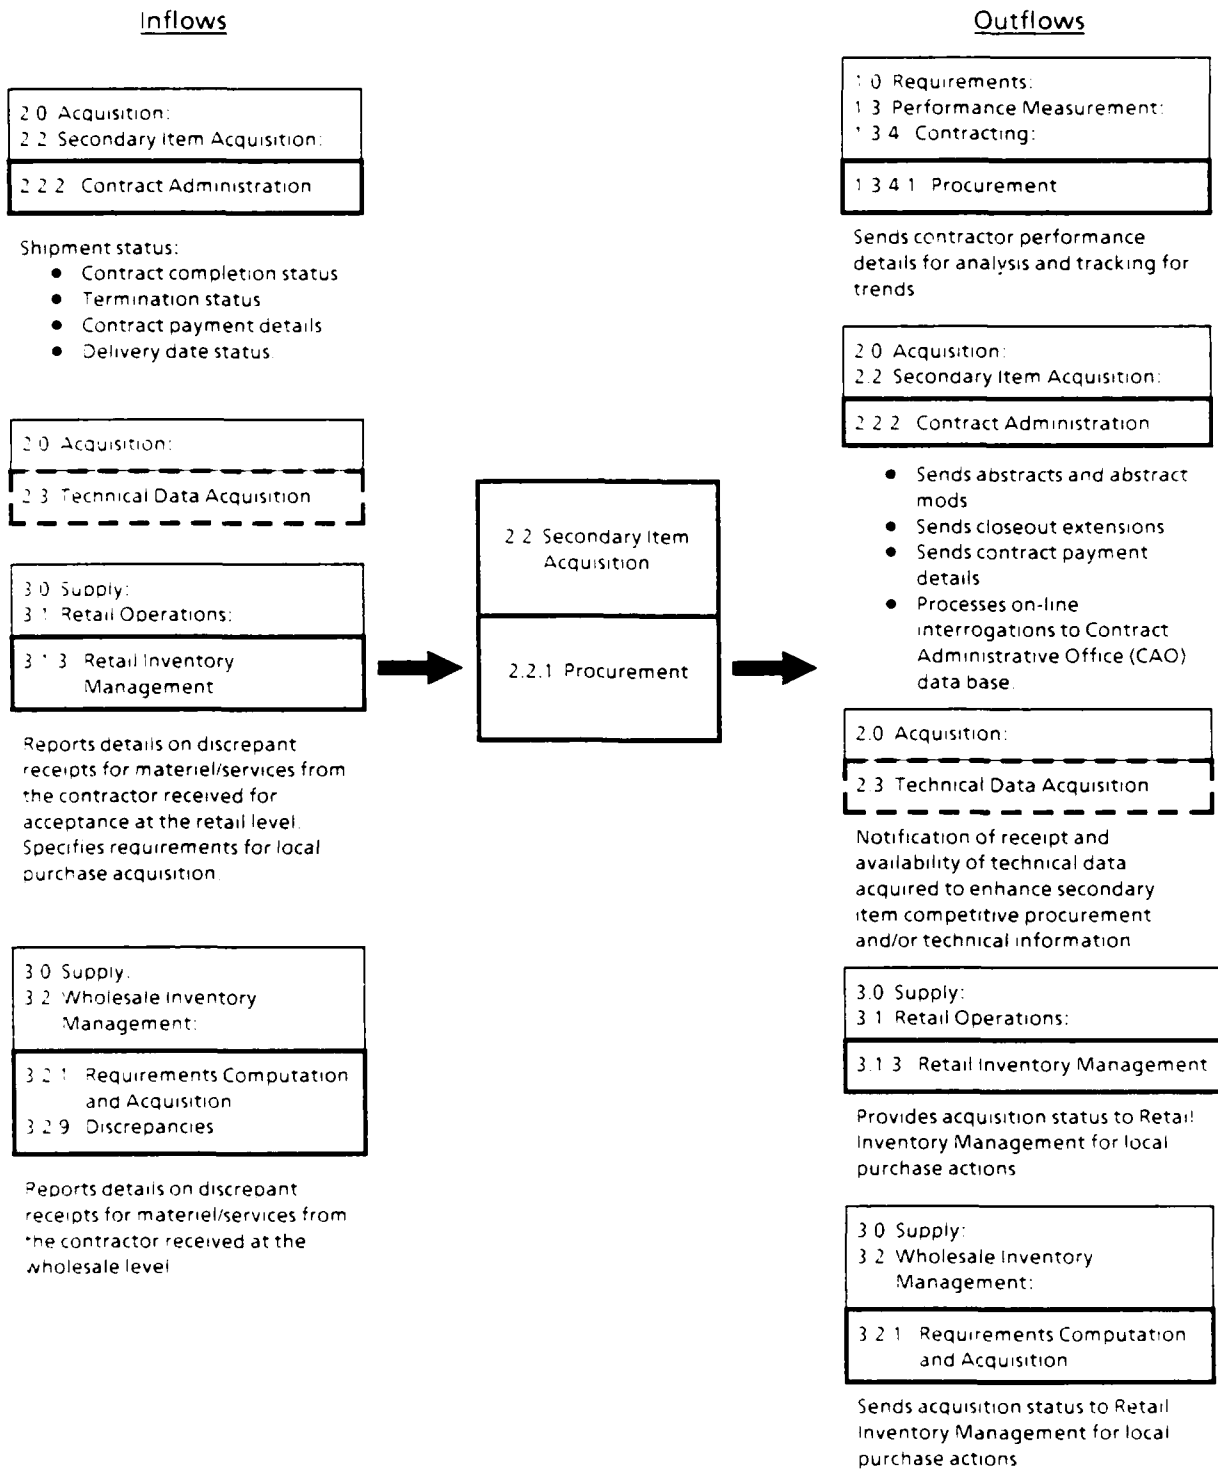 Inflows
2.0 Acquisition:
2.2 Secondary Item Acquisition:
2.2.2 Contract Administration
Shipment status:
● Contract completion status
● Termination status
● Contract payment details
● Delivery date status.
2.0 Acquisition:
2.3 Technical Data Acquisition
3.0 Supply:
3.1 Retail Operations:
3.1.3 Retail Inventory
Management
Reports details on discrepant
receipts for materiel/services from
the contractor received for
acceptance at the retail level.
Specifies requirements for local
purchase acquisition.
3.0 Supply:
3.2 Wholesale Inventory
Management:
3.2.1 Requirements Computation
and Acquisition
3.2.9 Discrepancies
Reports details on discrepant
receipts for materiel/services from
the contractor received at the
wholesale level
2.2 Secondary Item
Acquisition
2.2.1 Procurement
Outflows
1.0 Requirements:
1.3 Performance Measurement:
1.3.4 Contracting:
1.3.4.1 Procurement
Sends contractor performance
details for analysis and tracking for
trends
2.0 Acquisition:
2.2 Secondary Item Acquisition:
2.2.2 Contract Administration
● Sends abstracts and abstract
mods
● Sends closeout extensions
● Sends contract payment
details
● Processes on-line
interrogations to Contract
Administrative Office (CAO)
data base.
2.0 Acquisition:
2.3 Technical Data Acquisition
Notification of receipt and
availability of technical data
acquired to enhance secondary
item competitive procurement
and/or technical information
3.0 Supply:
3.1 Retail Operations:
3.1.3 Retail Inventory Management
Provides acquisition status to Retail
Inventory Management for local
purchase actions
3.0 Supply:
3.2 Wholesale Inventory
Management:
3.2.1 Requirements Computation
and Acquisition
Sends acquisition status to Retail
Inventory Management for local
purchase actions